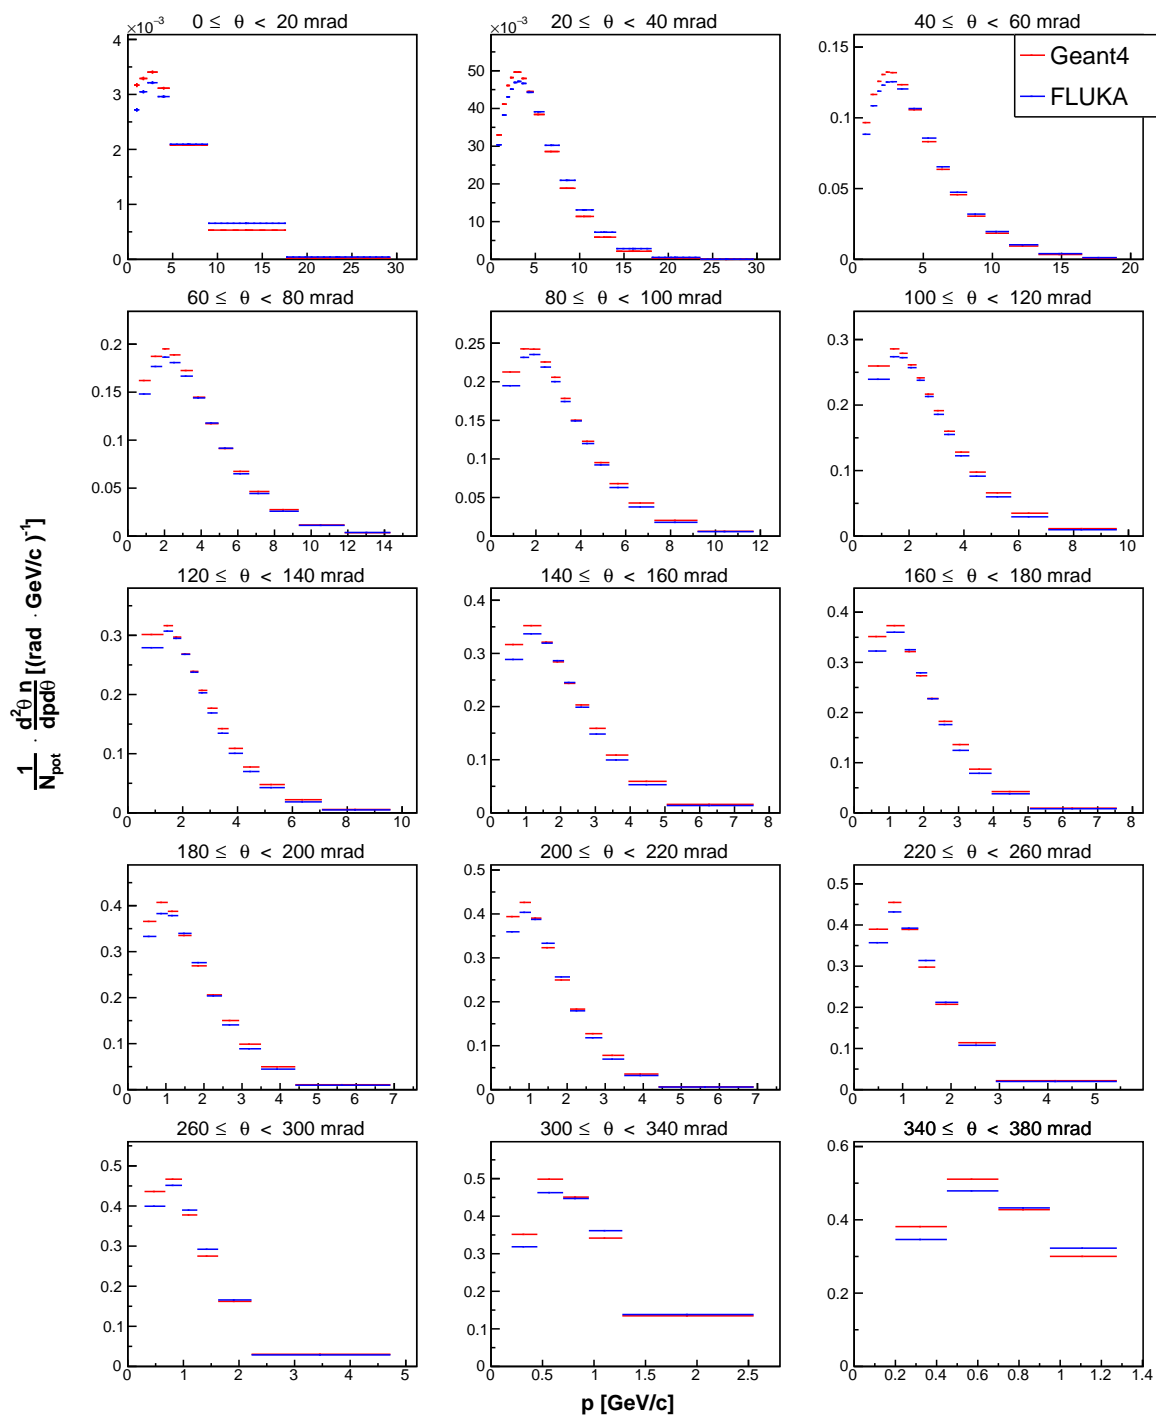 0 ≤ θ < 20 mrad
×10⁻³
4
3
2
1
0
0 5 10 15 20 25 30
20 ≤ θ < 40 mrad
×10⁻³
50
40
30
20
10
0
0 5 10 15 20 25 30
40 ≤ θ < 60 mrad
0.15
0.1
0.05
0
0 5 10 15 20
Geant4
FLUKA
60 ≤ θ < 80 mrad
0.2
0.15
0.1
0.05
0
0 2 4 6 8 10 12 14
80 ≤ θ < 100 mrad
0.25
0.2
0.15
0.1
0.05
0
0 2 4 6 8 10 12
100 ≤ θ < 120 mrad
0.3
0.2
0.1
0
0 2 4 6 8 10
120 ≤ θ < 140 mrad
0.3
0.2
0.1
0
0 2 4 6 8 10
140 ≤ θ < 160 mrad
0.4
0.3
0.2
0.1
0
0 1 2 3 4 5 6 7 8
160 ≤ θ < 180 mrad
0.4
0.3
0.2
0.1
0
0 1 2 3 4 5 6 7 8
180 ≤ θ < 200 mrad
0.4
0.3
0.2
0.1
0
0 1 2 3 4 5 6 7
200 ≤ θ < 220 mrad
0.5
0.4
0.3
0.2
0.1
0
0 1 2 3 4 5 6 7
220 ≤ θ < 260 mrad
0.5
0.4
0.3
0.2
0.1
0
0 1 2 3 4 5
260 ≤ θ < 300 mrad
0.5
0.4
0.3
0.2
0.1
0
0 1 2 3 4 5
300 ≤ θ < 340 mrad
0.5
0.4
0.3
0.2
0.1
0
0 0.5 1 1.5 2 2.5
340 ≤ θ < 380 mrad
0.6
0.4
0.2
0
0 0.2 0.4 0.6 0.8 1 1.2 1.4
1/N_pot · d²θ n/dpdθ [(rad · GeV/c )⁻¹]
p [GeV/c]